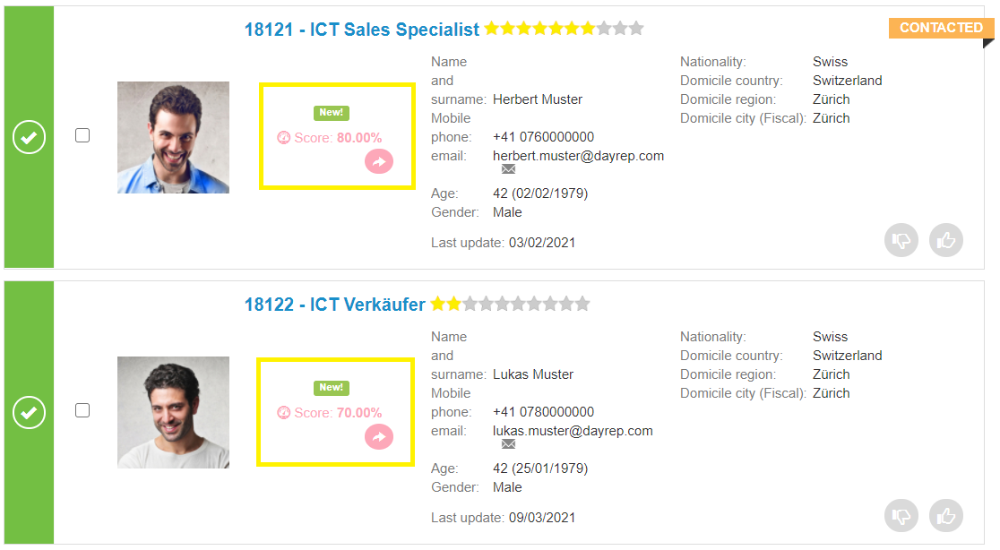 18121 - ICT Sales Specialist
CONTACTED
New!
Score: 80.00%
Name
and
surname: Herbert Muster
Mobile
phone: +41 0760000000
email: herbert.muster@dayrep.com
Age: 42 (02/02/1979)
Gender: Male
Last update: 03/02/2021
Nationality: Swiss
Domicile country: Switzerland
Domicile region: Zürich
Domicile city (Fiscal): Zürich
18122 - ICT Verkäufer
New!
Score: 70.00%
Name
and
surname: Lukas Muster
Mobile
phone: +41 0780000000
email: lukas.muster@dayrep.com
Age: 42 (25/01/1979)
Gender: Male
Last update: 09/03/2021
Nationality: Swiss
Domicile country: Switzerland
Domicile region: Zürich
Domicile city (Fiscal): Zürich